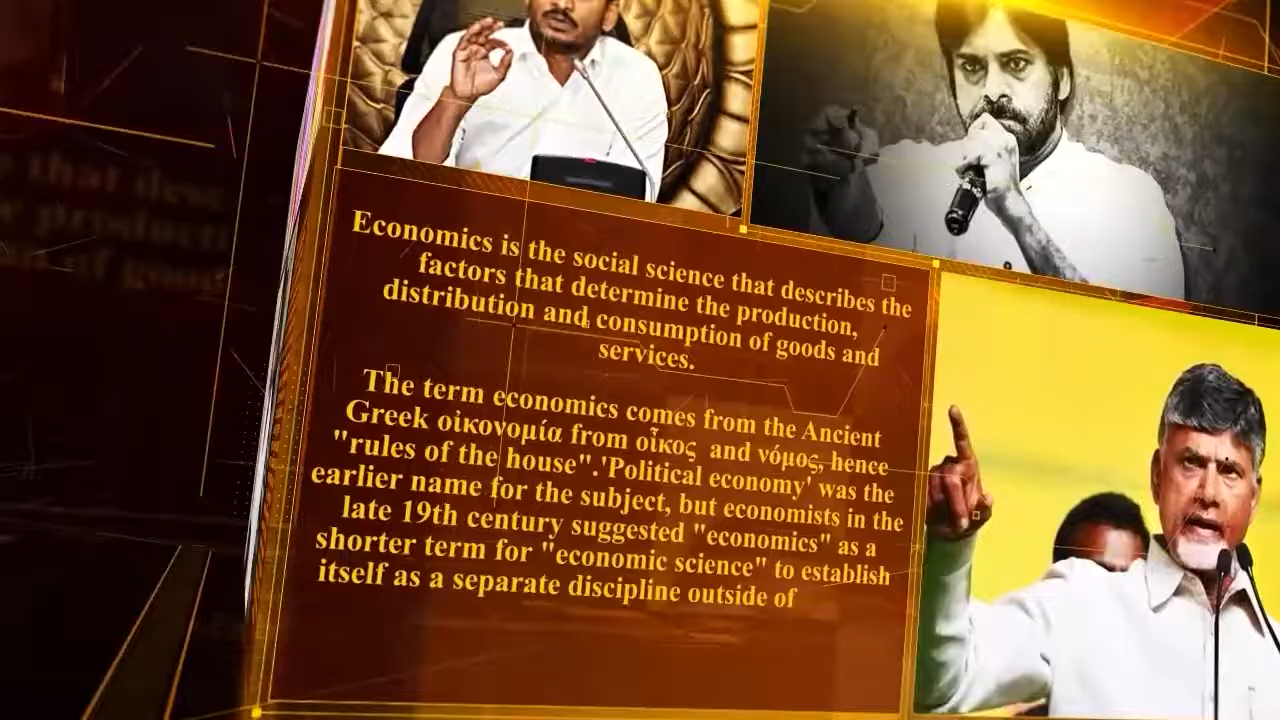 Economics is the social science that describes the
factors that determine the production,
distribution and consumption of goods and
services.
The term economics comes from the Ancient
Greek οἰκονομία from οἶκος and νόμος, hence
"rules of the house".'Political economy' was the
earlier name for the subject, but economists in the
late 19th century suggested "economics" as a
shorter term for "economic science" to establish
itself as a separate discipline outside of